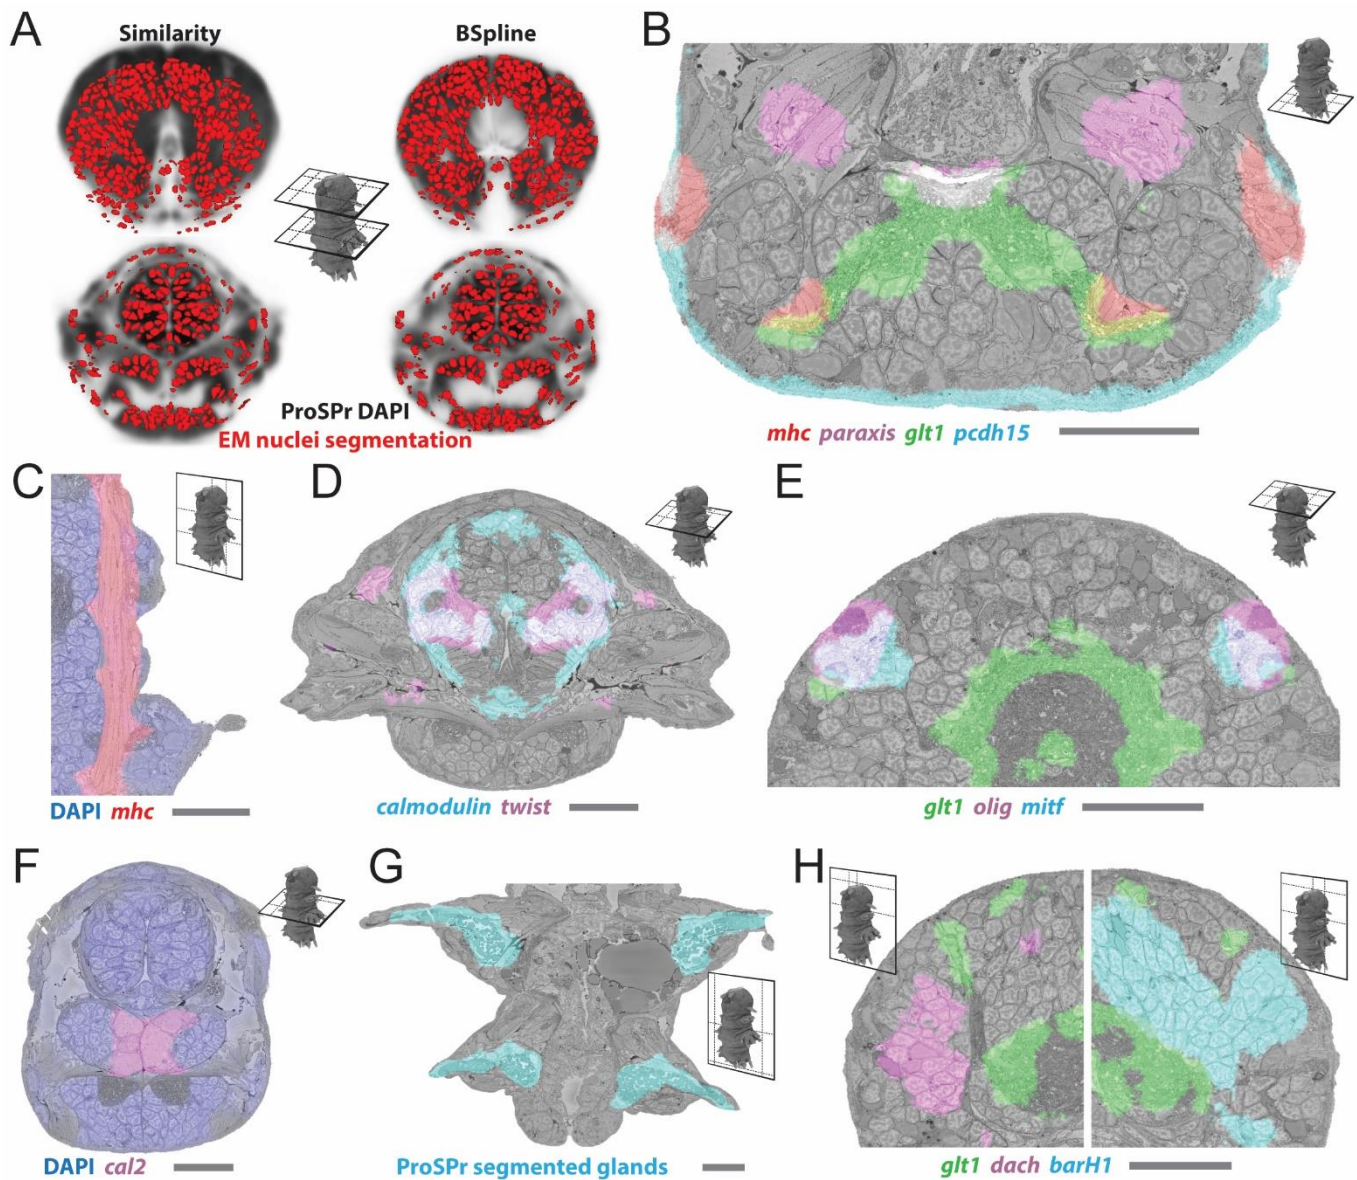 A
Similarity
BSpline
ProSPr DAPI
EM nuclei segmentation
B
mhc paraxis glt1 pcdh15
C
DAPI mhc
D
calmodulin twist
E
glt1 olig mitf
F
DAPI cal2
G
ProSPr segmented glands
H
glt1 dach barH1